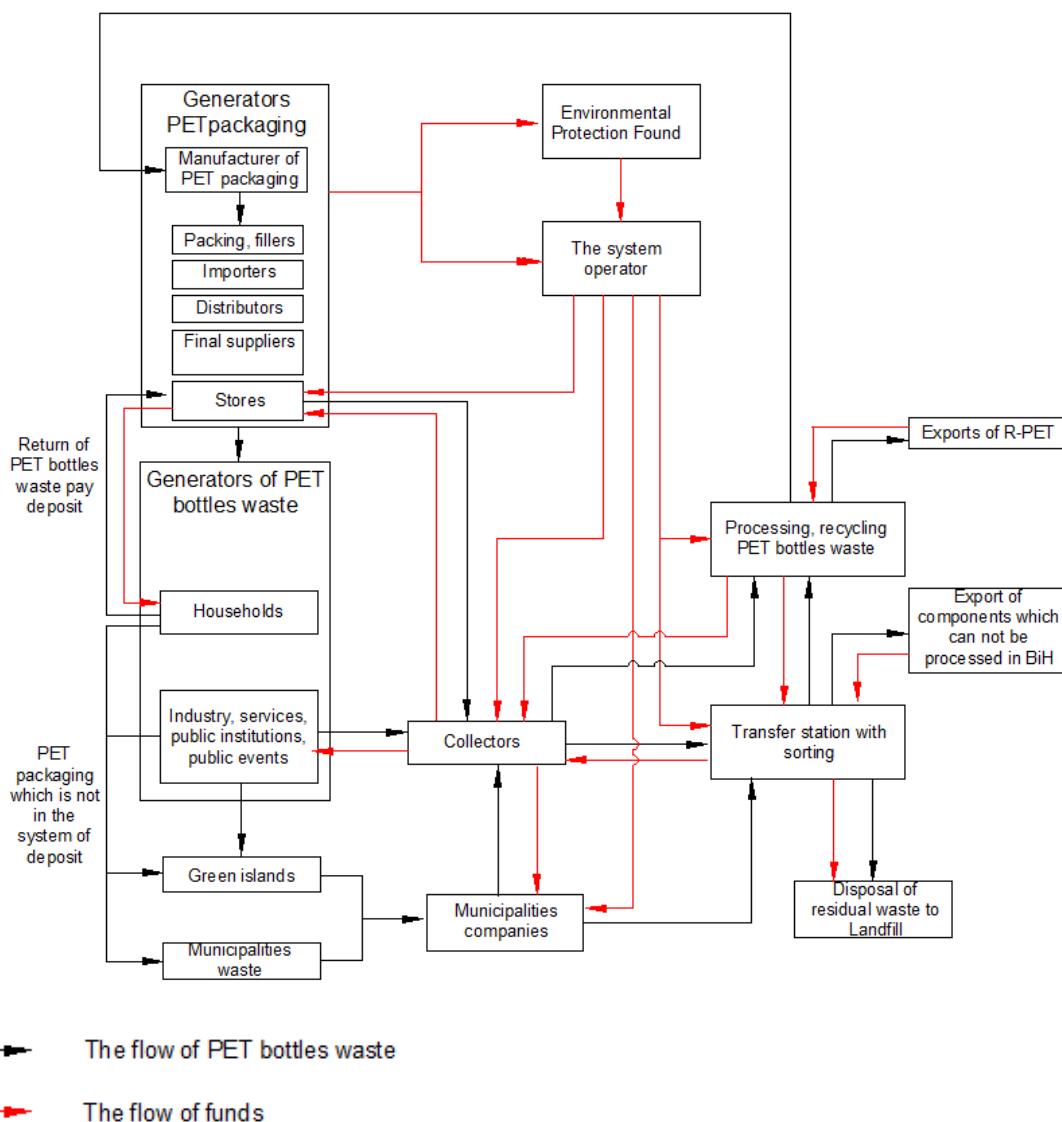 Generators
PETpackaging
Manufacturer of
PET packaging
Packing, fillers
Importers
Distributors
Final suppliers
Stores
Environmental
Protection Found
The system
operator
Return of
PET bottles
waste pay
deposit
Generators of PET
bottles waste
Households
Industry, services,
public institutions,
public events
PET
packaging
which is not
in the
system of
deposit
Green islands
Municipalities
waste
Collectors
Municipalities
companies
Exports of R-PET
Processing, recycling
PET bottles waste
Export of
components which
can not be
processed in BiH
Transfer station with
sorting
Disposal of
residual waste to
Landfill
The flow of PET bottles waste
The flow of funds